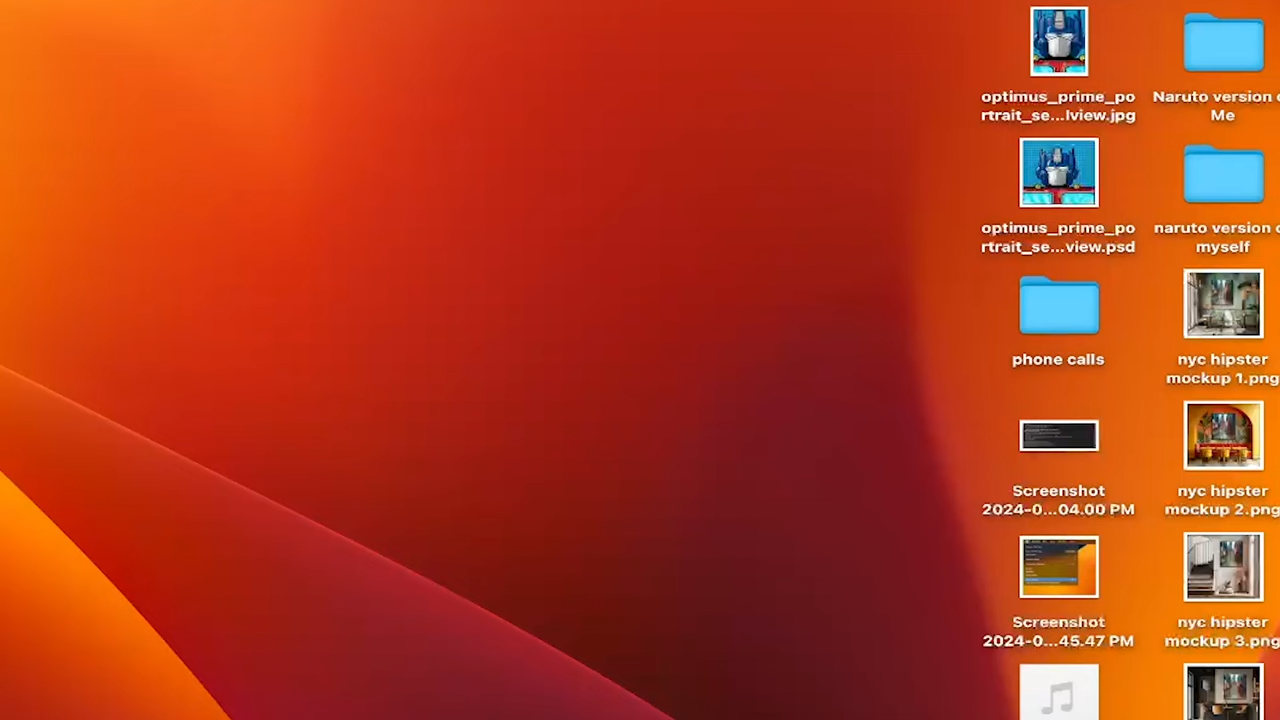 optimus_prime_po
rtrait_se...lview.jpg
Naruto version
Me
optimus_prime_po
rtrait_se...view.psd
naruto version
myself
phone calls
nyc hipster
mockup 1.png
Screenshot
2024-0...04.00 PM
nyc hipster
mockup 2.png
Screenshot
2024-0...45.47 PM
nyc hipster
mockup 3.png